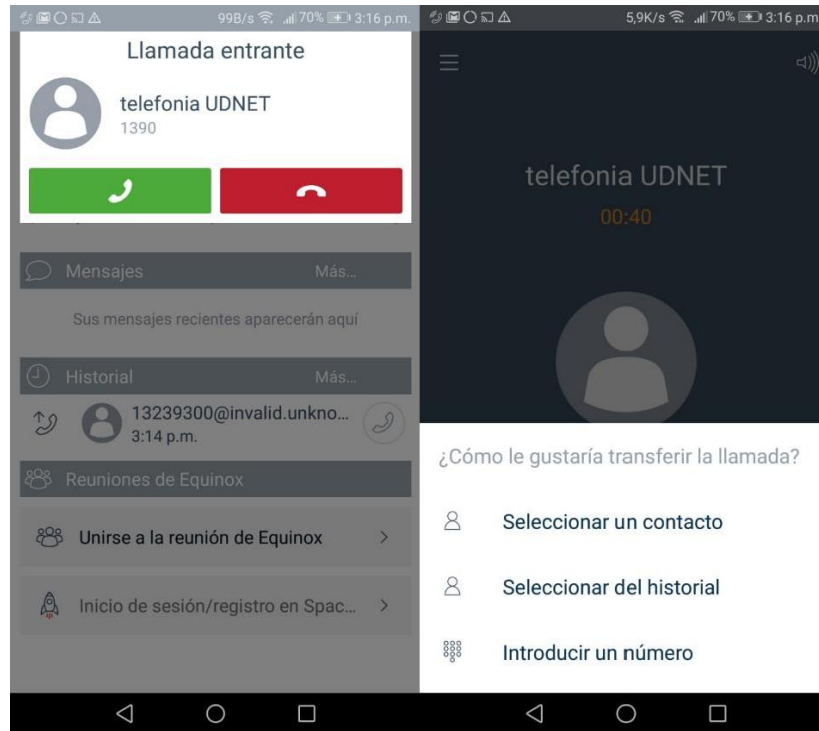 99B/s 70% 3:16 p.m.
Llamada entrante
telefonia UDNET
1390
Mensajes Más...
Sus mensajes recientes aparecerán aquí
Historial Más...
13239300@invalid.unkno...
3:14 p.m.
Reuniones de Equinox
Unirse a la reunión de Equinox
Inicio de sesión/registro en Spac...
5,9K/s 70% 3:16 p.m
telefonia UDNET
00:40
¿Cómo le gustaría transferir la llamada?
Seleccionar un contacto
Seleccionar del historial
Introducir un número